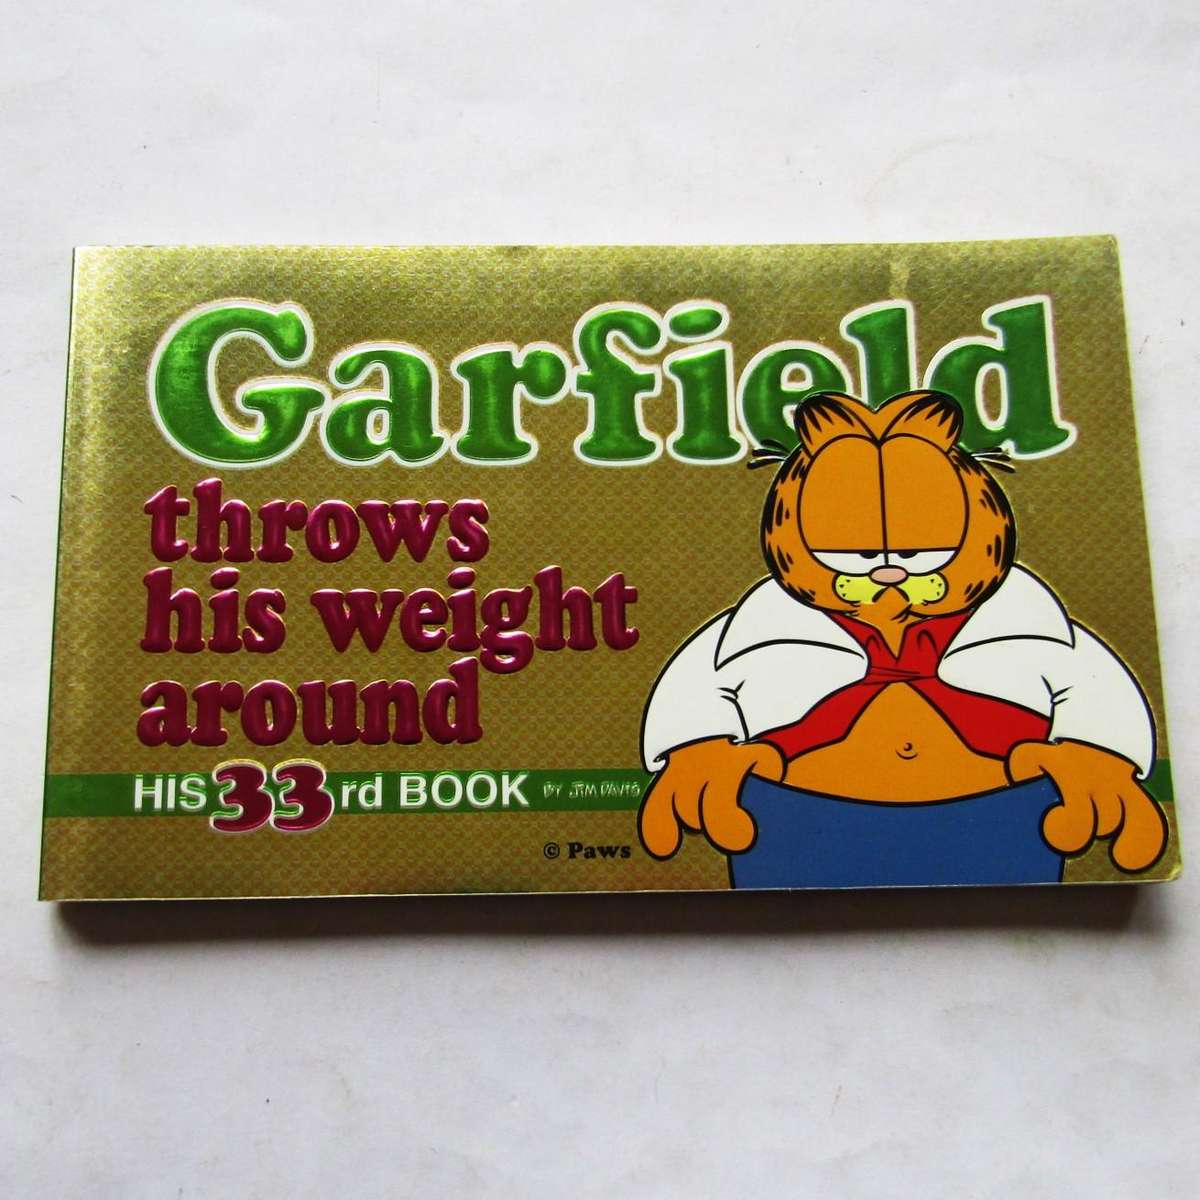 Garfield
throws
his weight
around
HIS 33rd BOOK BY JIM DAVIS
© Paws